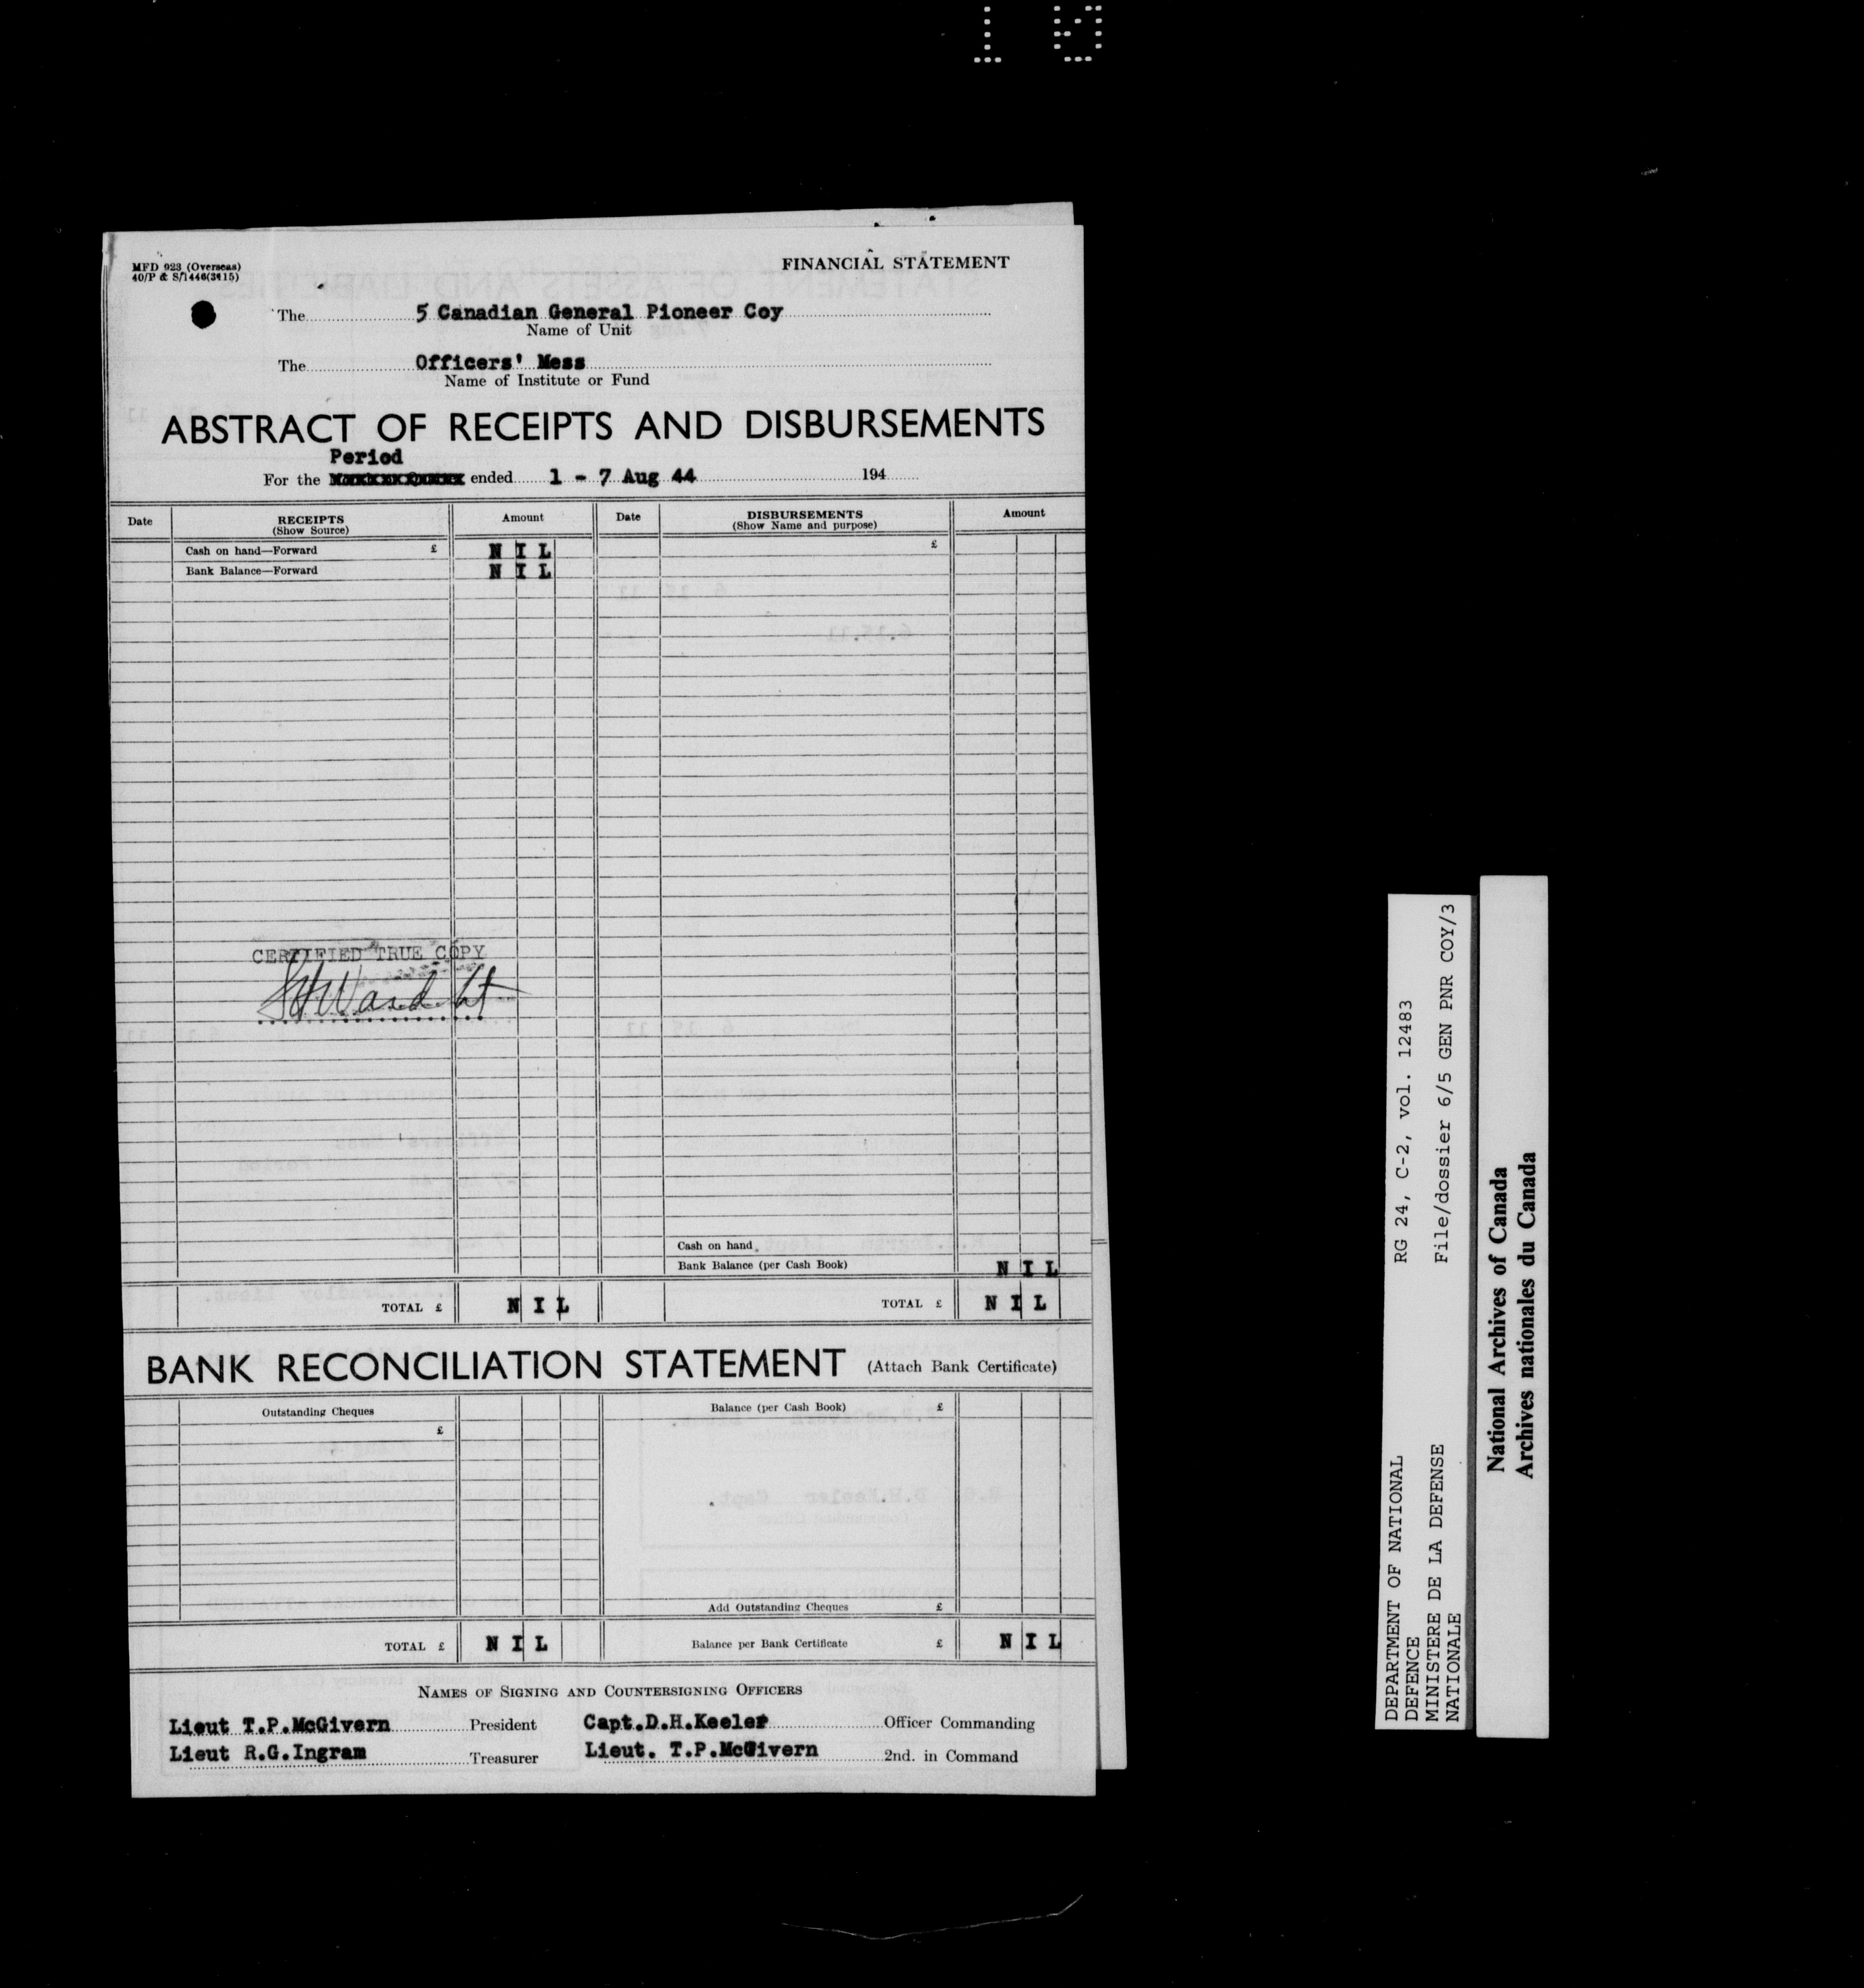 10
MFD 923 (Overseas)
40/P & S/1446(3415)
FINANCIAL STATEMENT
The 5 Canadian General Pioneer Coy
Name of Unit
The Officers' Mess
Name of Institute or Fund
ABSTRACT OF RECEIPTS AND DISBURSEMENTS
Period
For the ended 1 - 7 Aug 44 194
Date RECEIPTS Amount Date DISBURSEMENTS Amount
(Show Source) (Show Name and purpose)
Cash on hand—Forward £ N I L £
Bank Balance—Forward N I L
CERTIFIED TRUE COPY
Ward Lt
Cash on hand
Bank Balance (per Cash Book) N I L
TOTAL £ N I L TOTAL £ N I L
BANK RECONCILIATION STATEMENT (Attach Bank Certificate)
Outstanding Cheques Balance (per Cash Book) £
£
Add Outstanding Cheques £
TOTAL £ N I L Balance per Bank Certificate £ N I L
NAMES OF SIGNING AND COUNTERSIGNING OFFICERS
Lieut T.P.McGivern President Capt.D.H.Keeler Officer Commanding
Lieut R.G.Ingram Treasurer Lieut. T.P.McGivern 2nd. in Command
DEPARTMENT OF NATIONAL RG 24, C-2, vol. 12483
DEFENCE
MINISTERE DE LA DEFENSE File/dossier 6/5 GEN PNR COY/3
NATIONALE
National Archives of Canada
Archives nationales du Canada